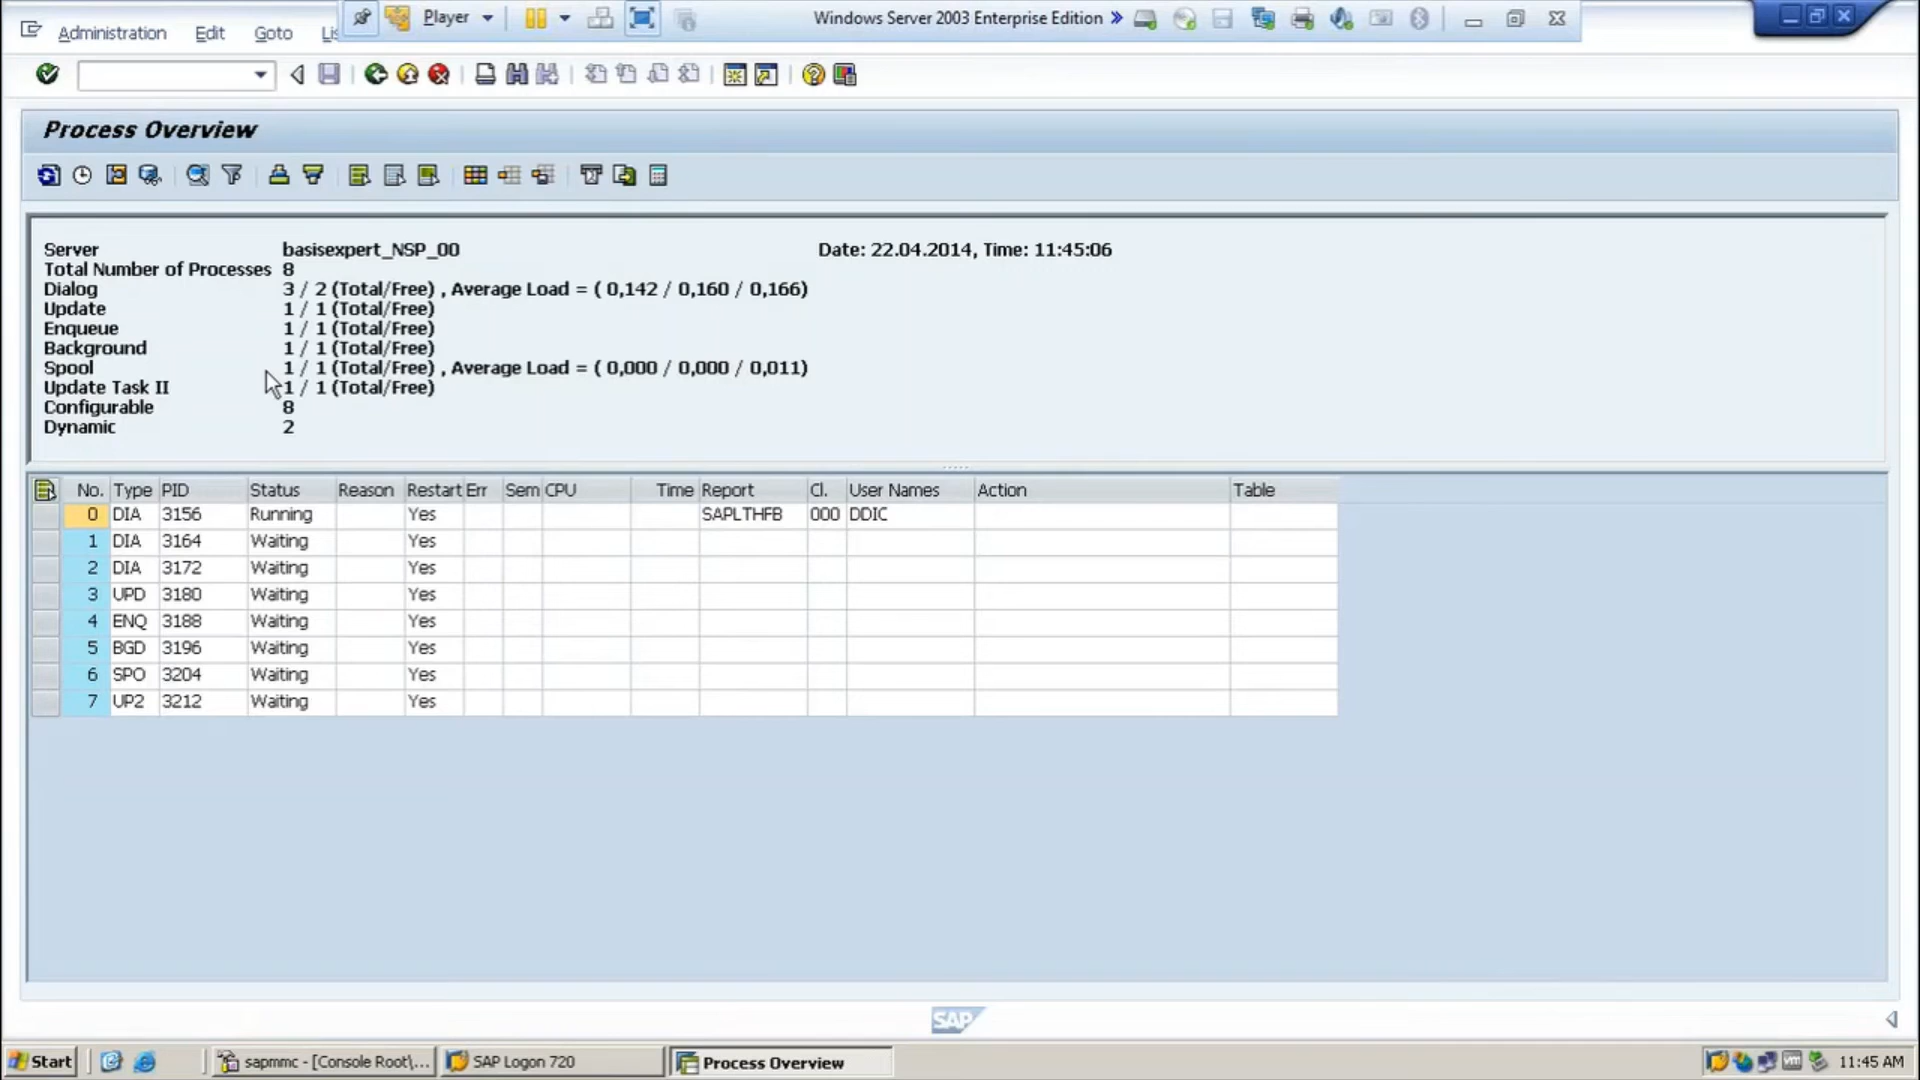 Player
Windows Server 2003 Enterprise Edition
Administration Edit Goto
Process Overview
Server basisexpert_NSP_00 Date: 22.04.2014, Time: 11:45:06
Total Number of Processes 8
Dialog 3 / 2 (Total/Free) , Average Load = ( 0,142 / 0,160 / 0,166)
Update 1 / 1 (Total/Free)
Enqueue 1 / 1 (Total/Free)
Background 1 / 1 (Total/Free)
Spool 1 / 1 (Total/Free) , Average Load = ( 0,000 / 0,000 / 0,011)
Update Task II 1 / 1 (Total/Free)
Configurable 8
Dynamic 2
No. Type PID Status Reason Restart Err Sem CPU Time Report Cl. User Names Action Table
0 DIA 3156 Running Yes SAPLTHFB 000 DDIC
1 DIA 3164 Waiting Yes
2 DIA 3172 Waiting Yes
3 UPD 3180 Waiting Yes
4 ENQ 3188 Waiting Yes
5 BGD 3196 Waiting Yes
6 SPO 3204 Waiting Yes
7 UP2 3212 Waiting Yes
SAP
Start sapmmc - [Console Root\... SAP Logon 720 Process Overview 11:45 AM